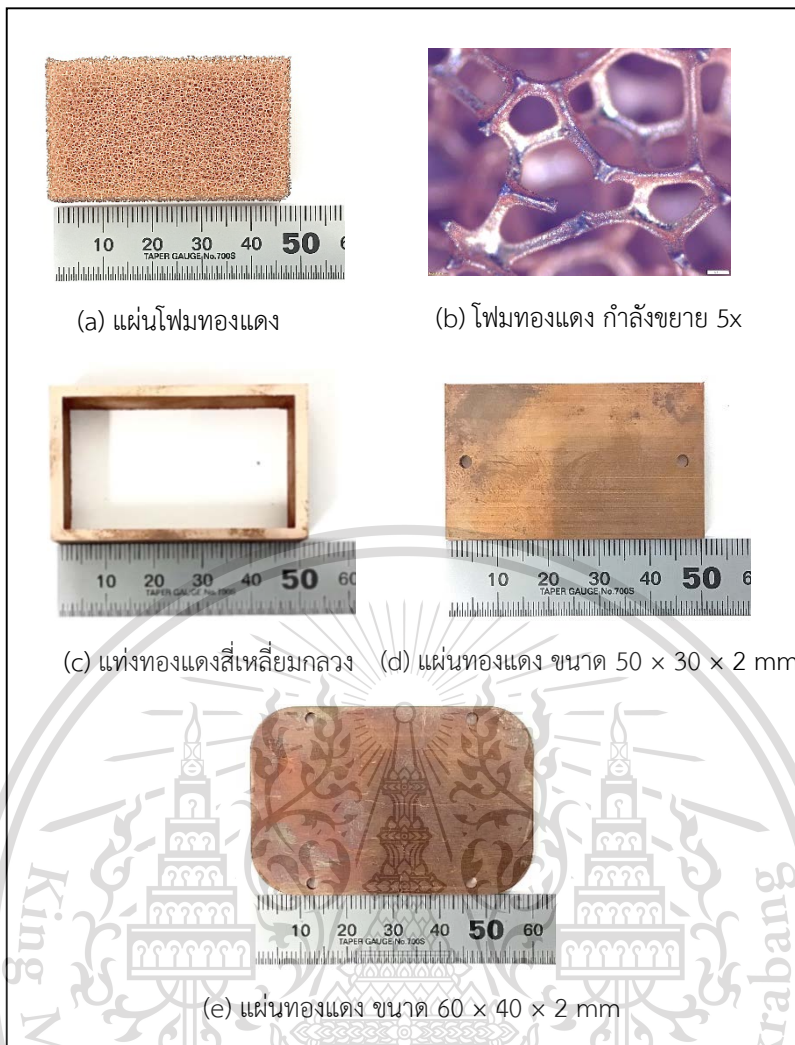 10 20 30 40 50 6
TAPER GAUGE No.700S
(a) แผ่นโฟมทองแดง
(b) โฟมทองแดง กำลังขยาย 5x
10 20 30 40 50 60
TAPER GAUGE No.700S
10 20 30 40 50 6
TAPER GAUGE No.700S
(c) แท่งทองแดงสี่เหลี่ยมกลวง
(d) แผ่นทองแดง ขนาด 50 × 30 × 2 mm
10 20 30 40 50 60
TAPER GAUGE No.700S
(e) แผ่นทองแดง ขนาด 60 × 40 × 2 mm
King M
krabang